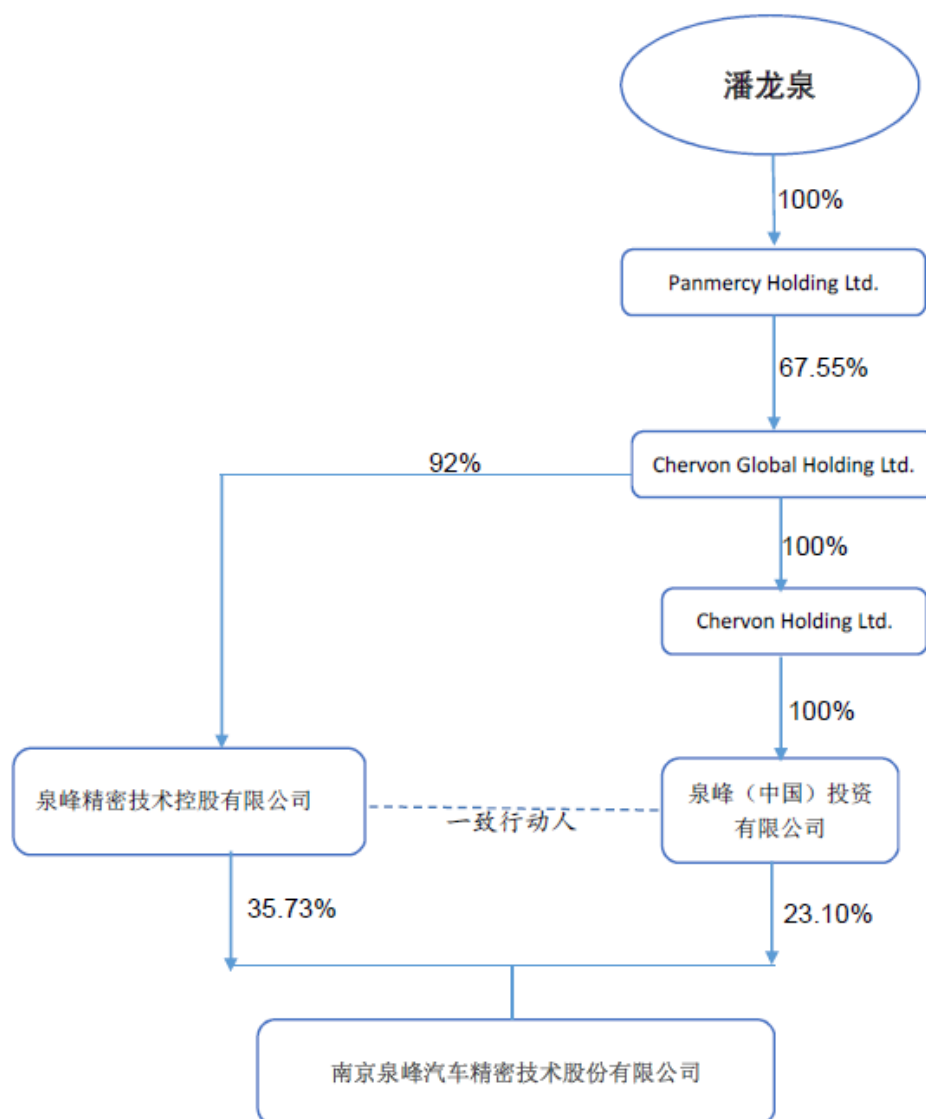 潘龙泉
100%
Panmercy Holding Ltd.
67.55%
92%
Chervon Global Holding Ltd.
100%
Chervon Holding Ltd.
100%
泉峰精密技术控股有限公司
一致行动人
泉峰（中国）投资
有限公司
35.73%
23.10%
南京泉峰汽车精密技术股份有限公司